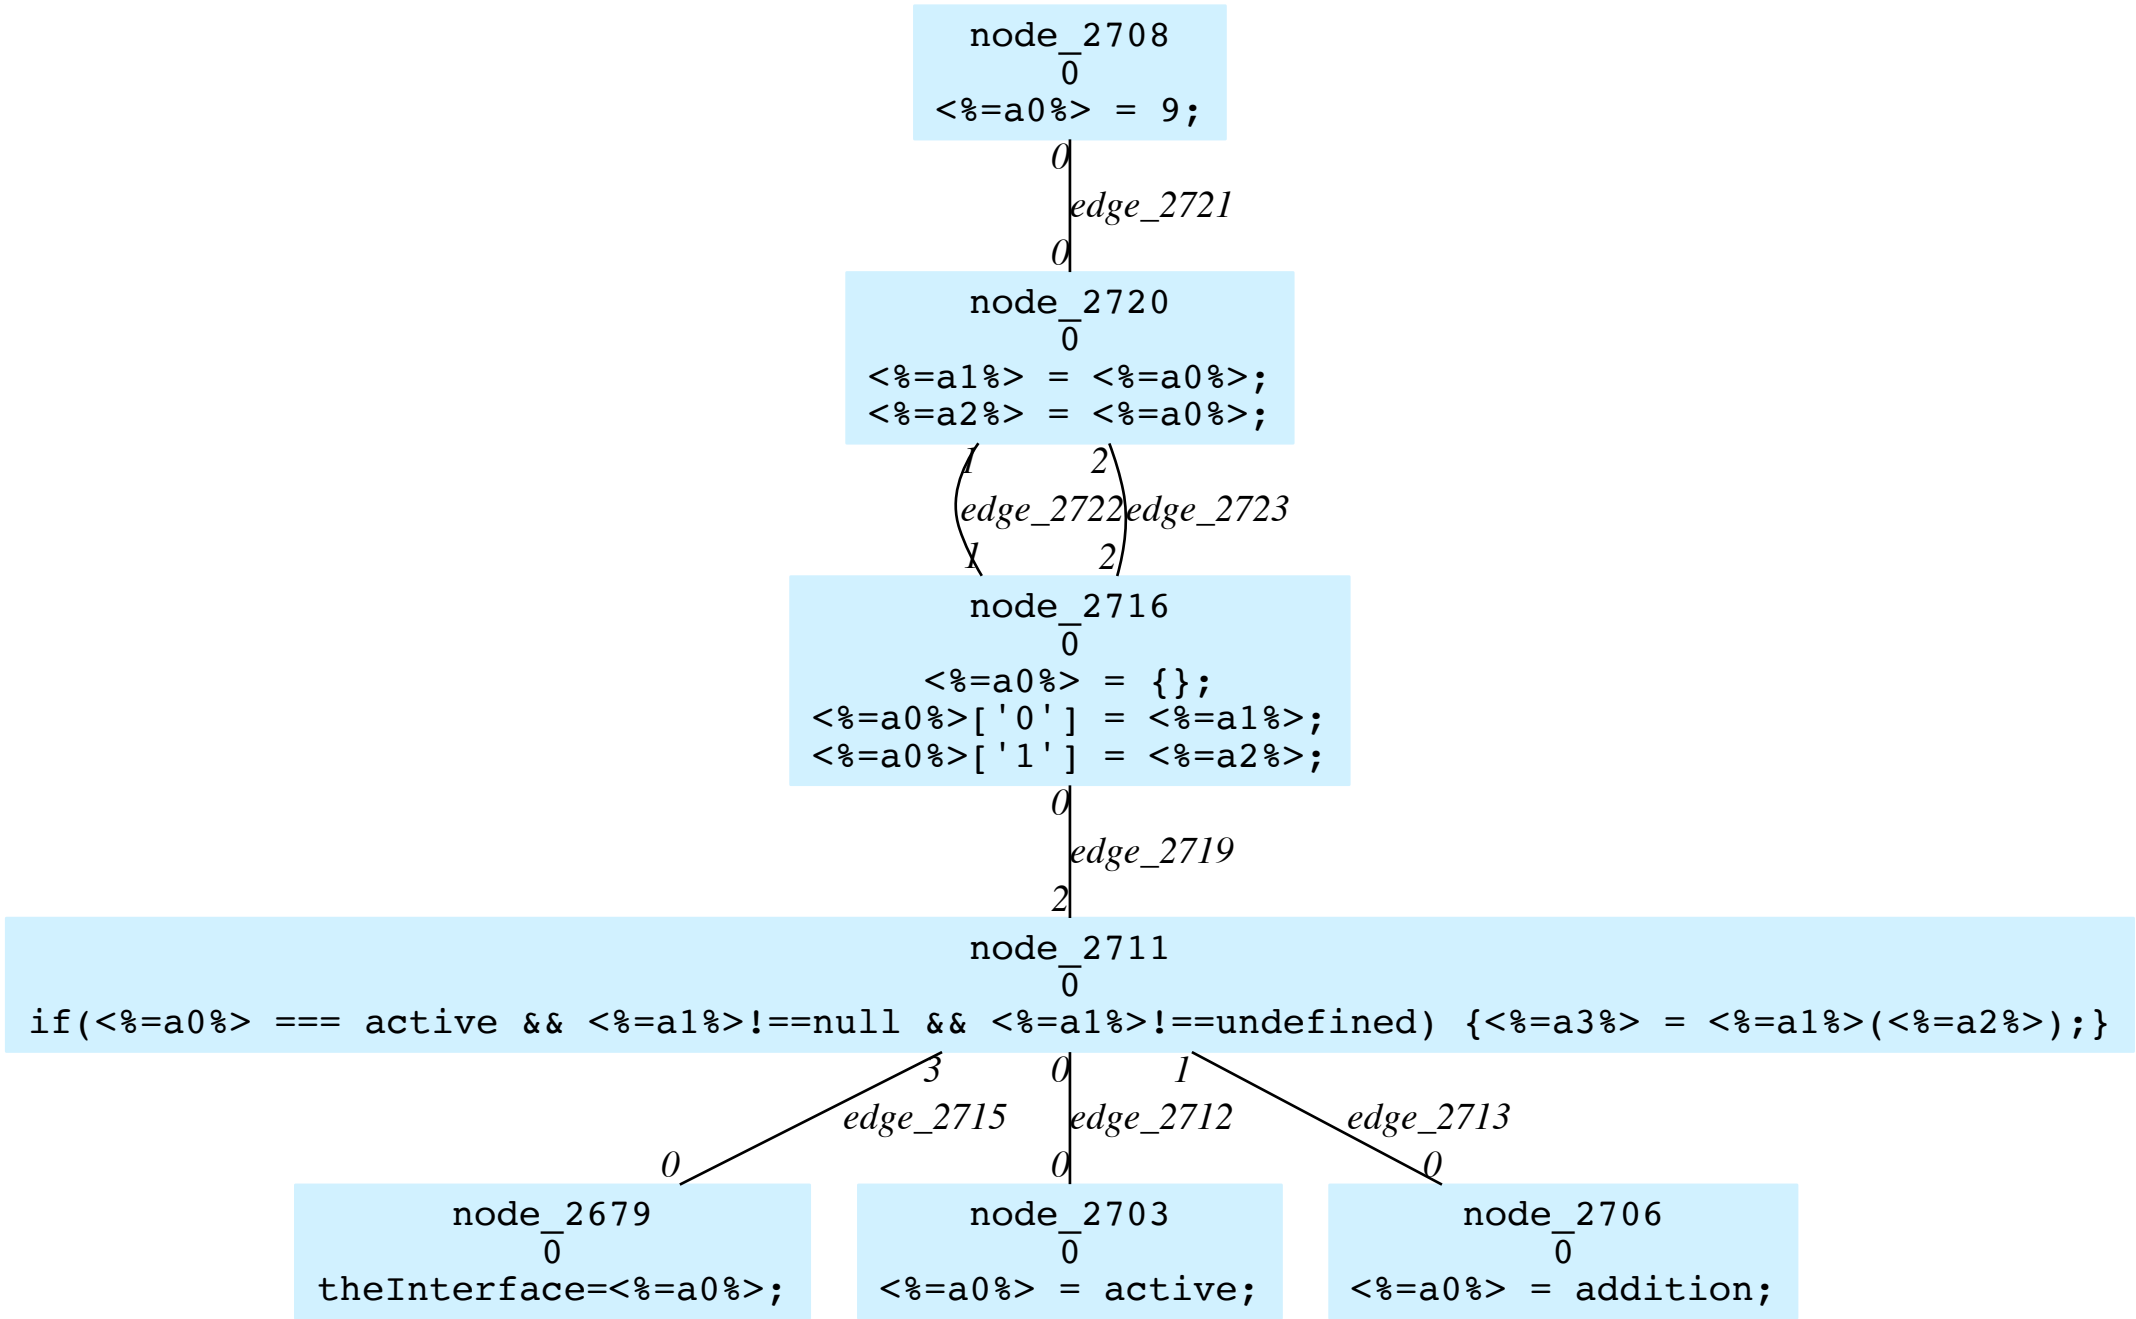 node_2708
0
<%=a0%> = 9;
0
edge_2721
0
node_2720
0
<%=a1%> = <%=a0%>;
<%=a2%> = <%=a0%>;
1 2
edge_2722 edge_2723
1 2
node_2716
0
<%=a0%> = {};
<%=a0%>['0'] = <%=a1%>;
<%=a0%>['1'] = <%=a2%>;
0
edge_2719
2
node_2711
0
if(<%=a0%> === active && <%=a1%>!==null && <%=a1%>!==undefined) {<%=a3%> = <%=a1%>(<%=a2%>);}
3 0 1
edge_2715 edge_2712 edge_2713
0 0 0
node_2679
0
theInterface=<%=a0%>;
node_2703
0
<%=a0%> = active;
node_2706
0
<%=a0%> = addition;